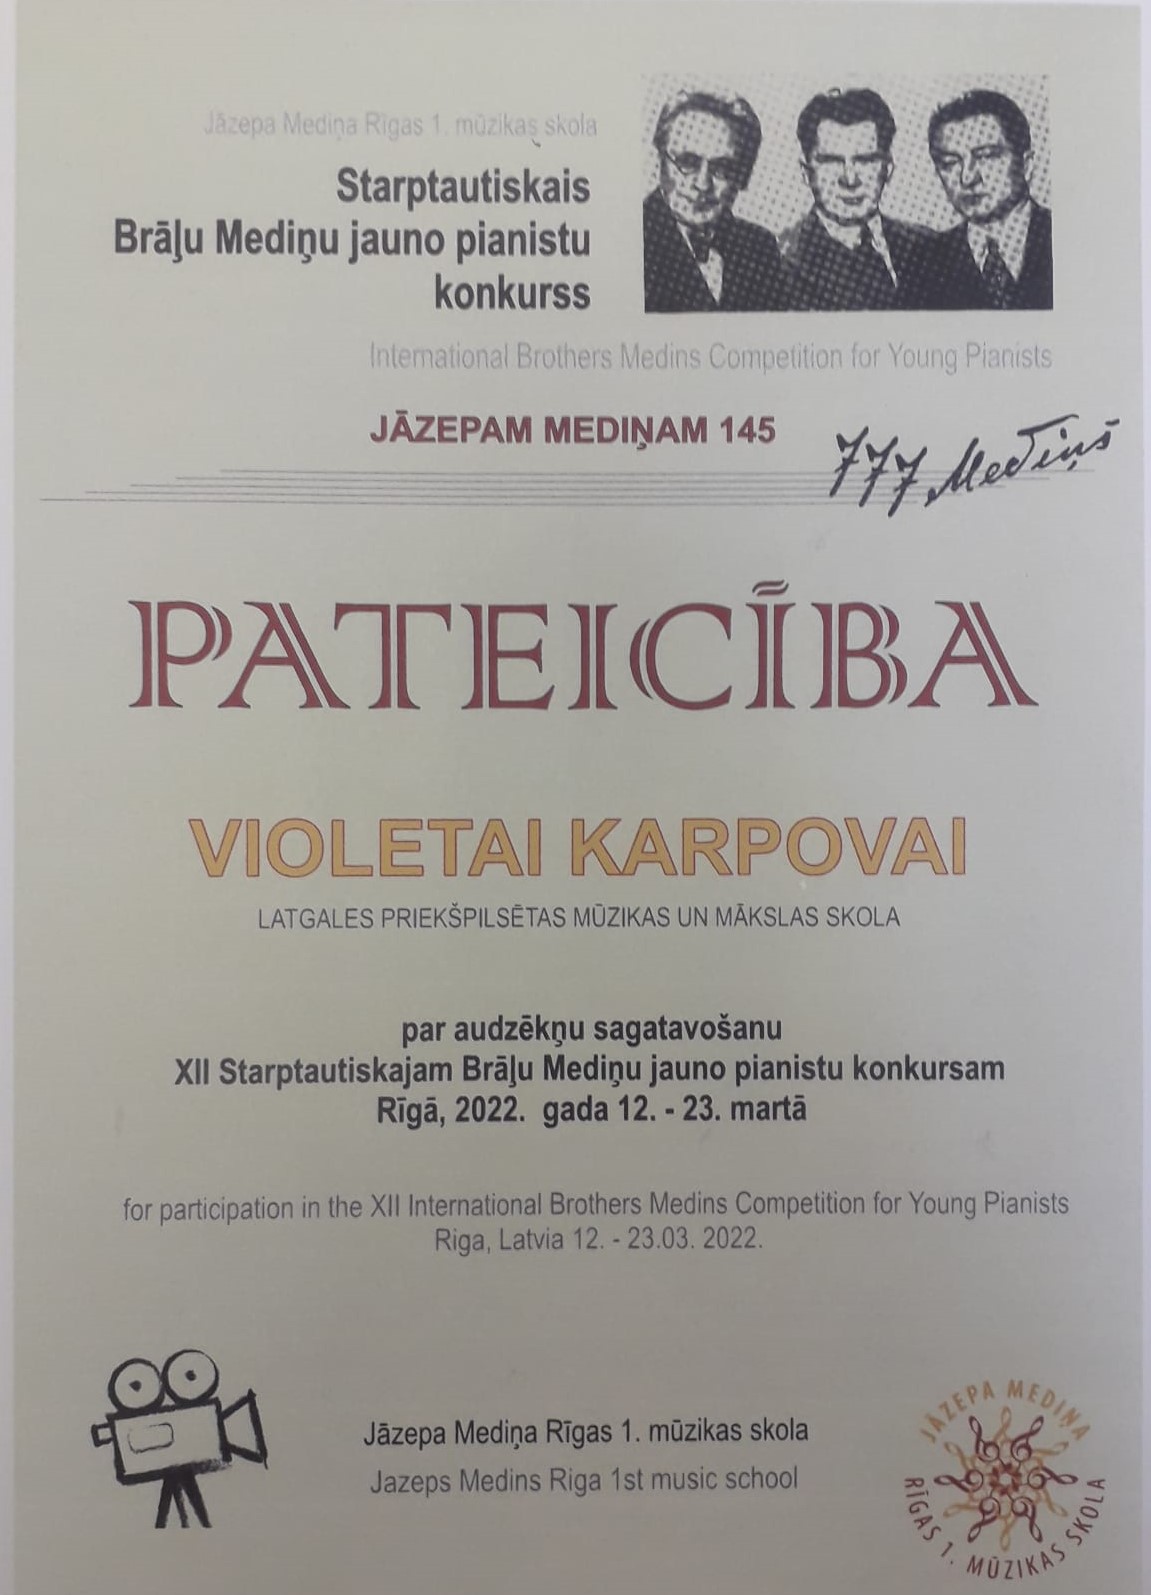 Jāzepa Mediņa Rīgas 1. mūzikas skola
Starptautiskais
Brāļu Mediņu jauno pianistu
konkurss
International Brothers Medins Competition for Young Pianists
JĀZEPAM MEDIŅAM 145
777 Mediņš
PATEICĪBA
VIOLETAI KARPOVAI
LATGALES PRIEKŠPILSĒTAS MŪZIKAS UN MĀKSLAS SKOLA
par audzēkņu sagatavošanu
XII Starptautiskajam Brāļu Mediņu jauno pianistu konkursam
Rīgā, 2022. gada 12. - 23. martā
for participation in the XII International Brothers Medins Competition for Young Pianists
Riga, Latvia 12. - 23.03. 2022.
Jāzepa Mediņa Rīgas 1. mūzikas skola
Jazeps Medins Riga 1st music school
JĀZEPA MEDIŅA
RĪGAS 1. MŪZIKAS SKOLA